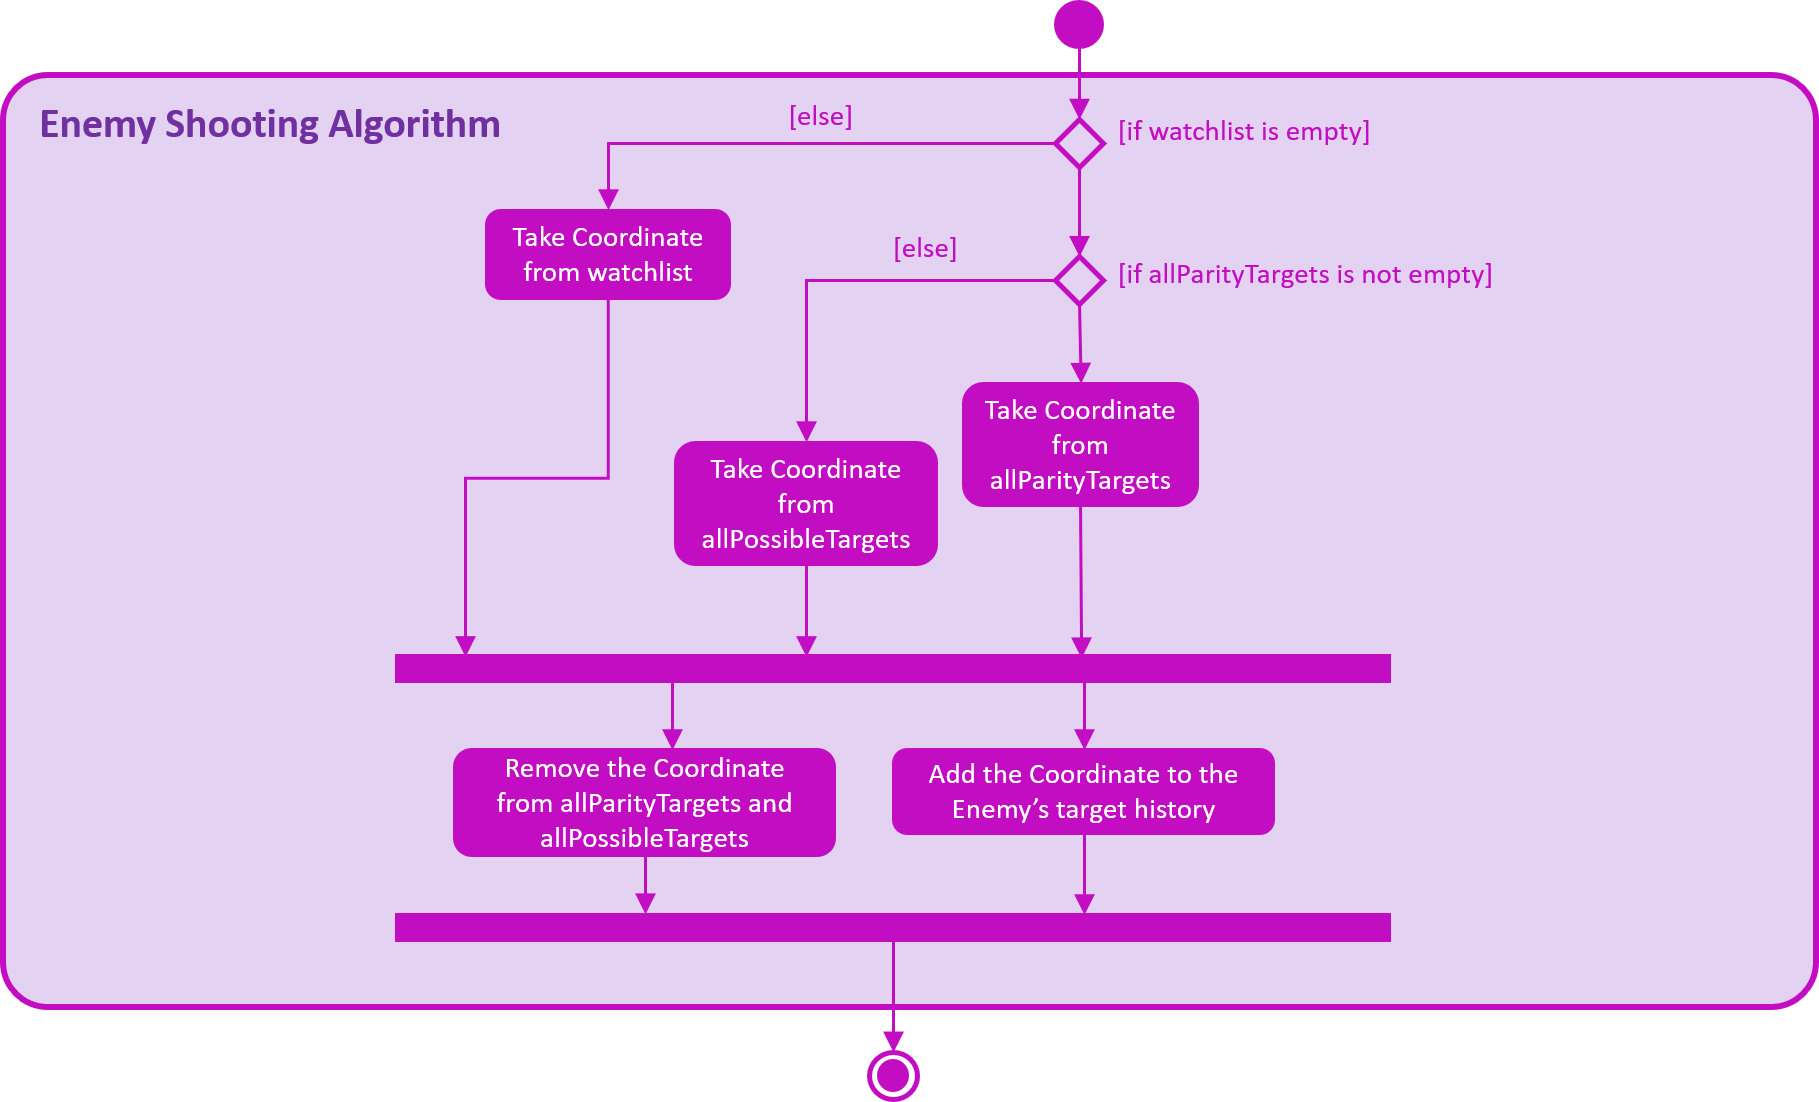 Enemy Shooting Algorithm
[else]
[if watchlist is empty]
Take Coordinate
from watchlist
[else]
[if allParityTargets is not empty]
Take Coordinate
from
allPossibleTargets
Take Coordinate
from
allParityTargets
Remove the Coordinate
from allParityTargets and
allPossibleTargets
Add the Coordinate to the
Enemy’s target history